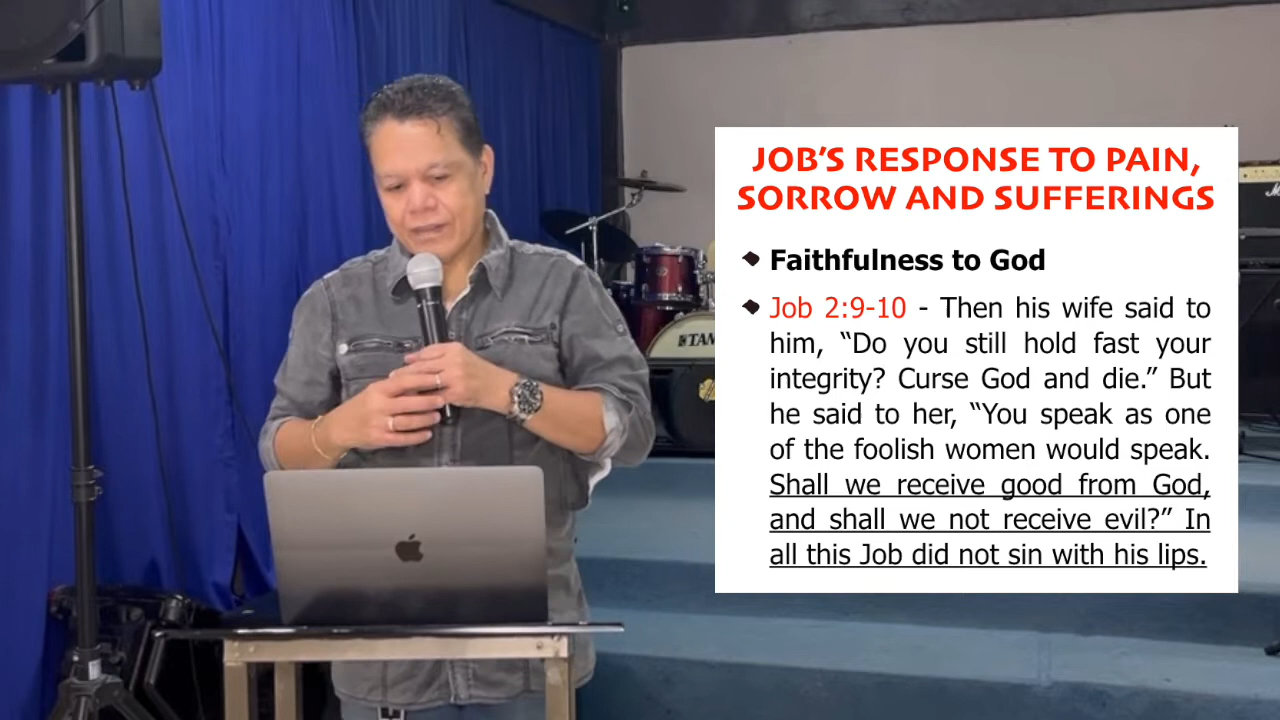 JOB’S RESPONSE TO PAIN,
SORROW AND SUFFERINGS
Faithfulness to God
Job 2:9-10 - Then his wife said to
him, “Do you still hold fast your
integrity? Curse God and die.” But
he said to her, “You speak as one
of the foolish women would speak.
Shall we receive good from God,
and shall we not receive evil?” In
all this Job did not sin with his lips.
TAM